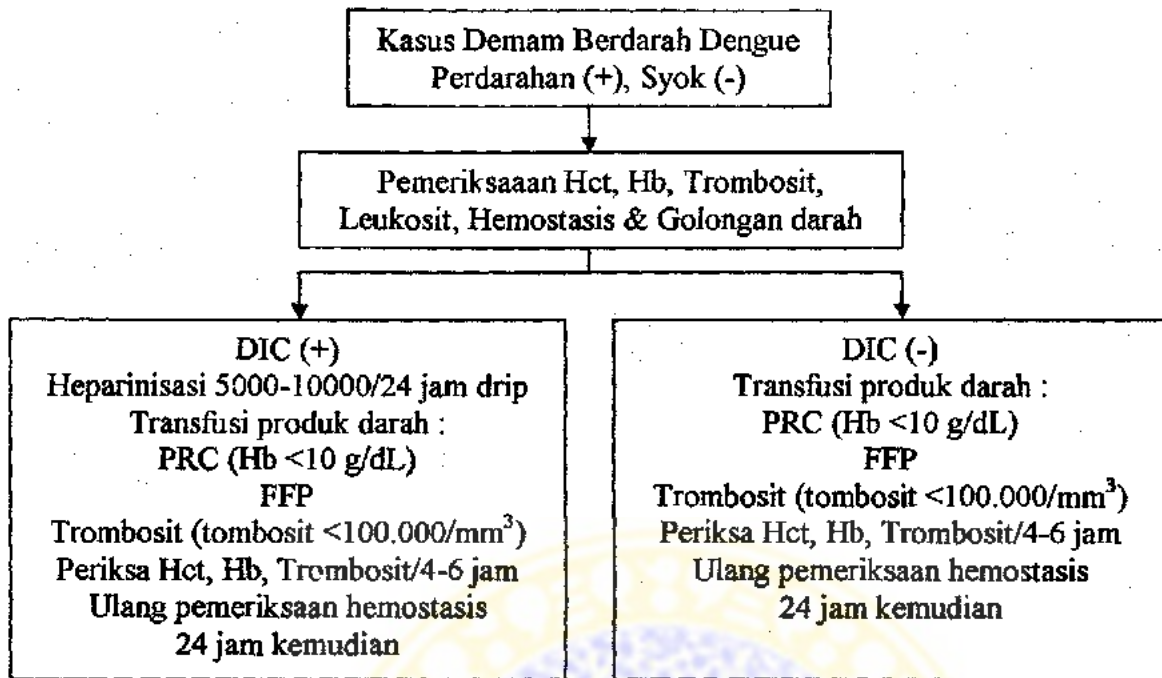 Kasus Demam Berdarah Dengue
Perdarahan (+), Syok (-)
Pemeriksaaan Hct, Hb, Trombosit,
Leukosit, Hemostasis & Golongan darah
DIC (+)
Heparinisasi 5000-10000/24 jam drip
Transfusi produk darah :
PRC (Hb <10 g/dL)
FFP
Trombosit (tombosit <100.000/mm³)
Periksa Hct, Hb, Trombosit/4-6 jam
Ulang pemeriksaan hemostasis
24 jam kemudian
DIC (-)
Transfusi produk darah :
PRC (Hb <10 g/dL)
FFP
Trombosit (tombosit <100.000/mm³)
Periksa Hct, Hb, Trombosit/4-6 jam
Ulang pemeriksaan hemostasis
24 jam kemudian